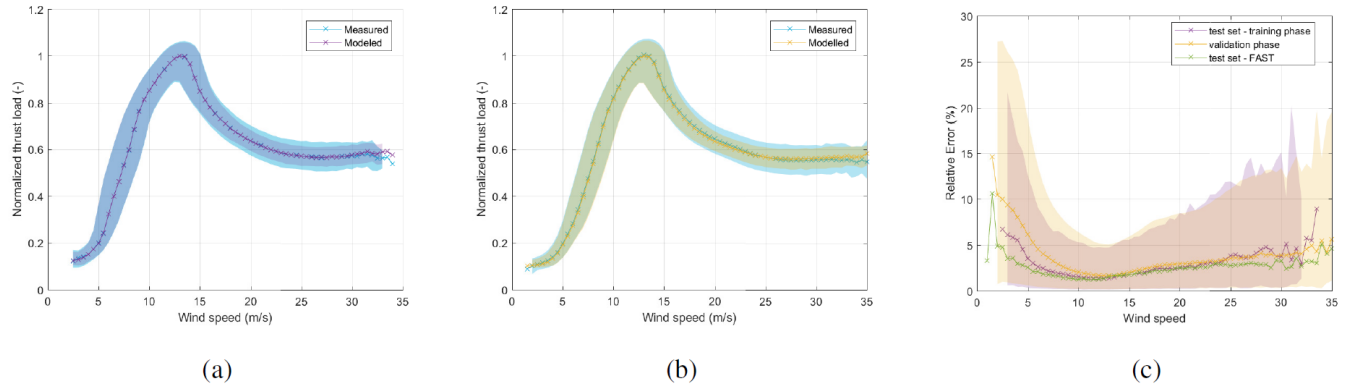 1.2
1
0.8
0.6
0.4
0.2
0
Normalized thrust load (-)
Measured
Modeled
0 5 10 15 20 25 30 35
Wind speed (m/s)
(a)
1.2
1
0.8
0.6
0.4
0.2
0
Normalized thrust load (-)
Measured
Modelled
0 5 10 15 20 25 30 35
Wind speed (m/s)
(b)
30
25
20
15
10
5
0
Relative Error (%)
test set - training phase
validation phase
test set - FAST
0 5 10 15 20 25 30 35
Wind speed
(c)